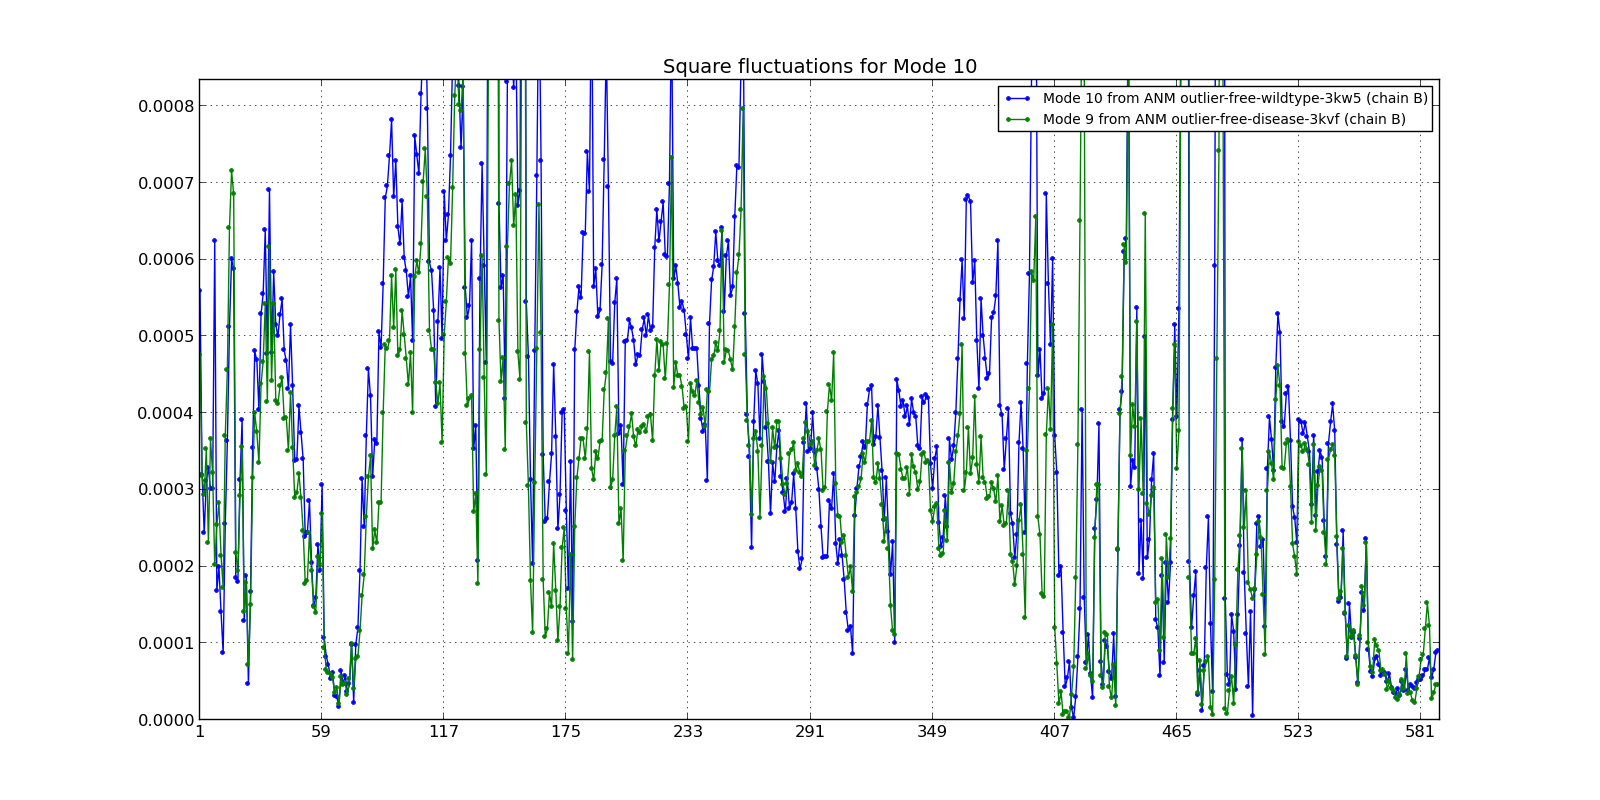 Square fluctuations for Mode 10
Mode 10 from ANM outlier-free-wildtype-3kw5 (chain B)
Mode 9 from ANM outlier-free-disease-3kvf (chain B)
0.0008
0.0007
0.0006
0.0005
0.0004
0.0003
0.0002
0.0001
0.0000
1 59 117 175 233 291 349 407 465 523 581